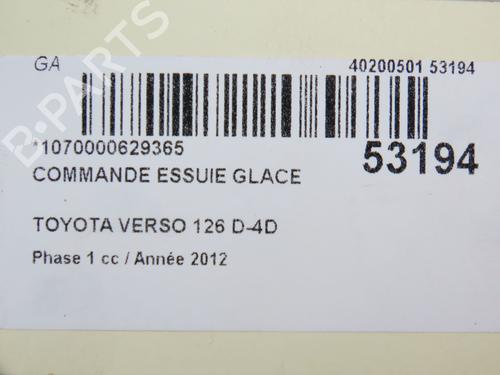 GA 40200501 53194
*1070000629365 53194
COMMANDE ESSUIE GLACE
TOYOTA VERSO 126 D-4D
Phase 1 cc / Année 2012
B-PARTS